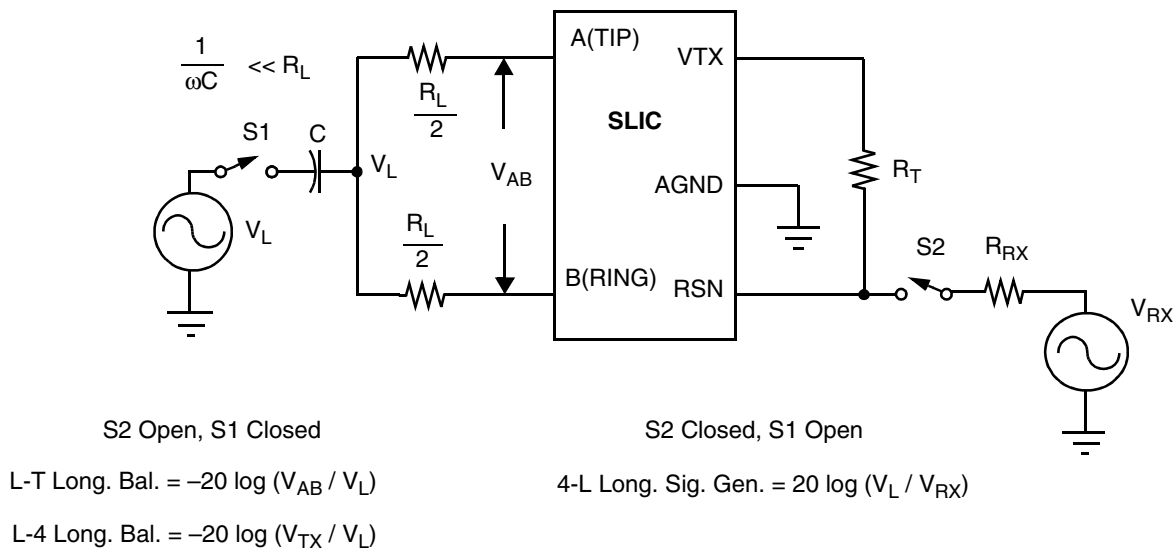 1
ωC
<< R_L
S1
C
V_L
V_L
R_L
2
R_L
2
V_AB
A(TIP)
VTX
SLIC
AGND
B(RING)
RSN
R_T
S2
R_RX
V_RX
S2 Open, S1 Closed
L-T Long. Bal. = –20 log (V_AB / V_L)
L-4 Long. Bal. = –20 log (V_TX / V_L)
S2 Closed, S1 Open
4-L Long. Sig. Gen. = 20 log (V_L / V_RX)